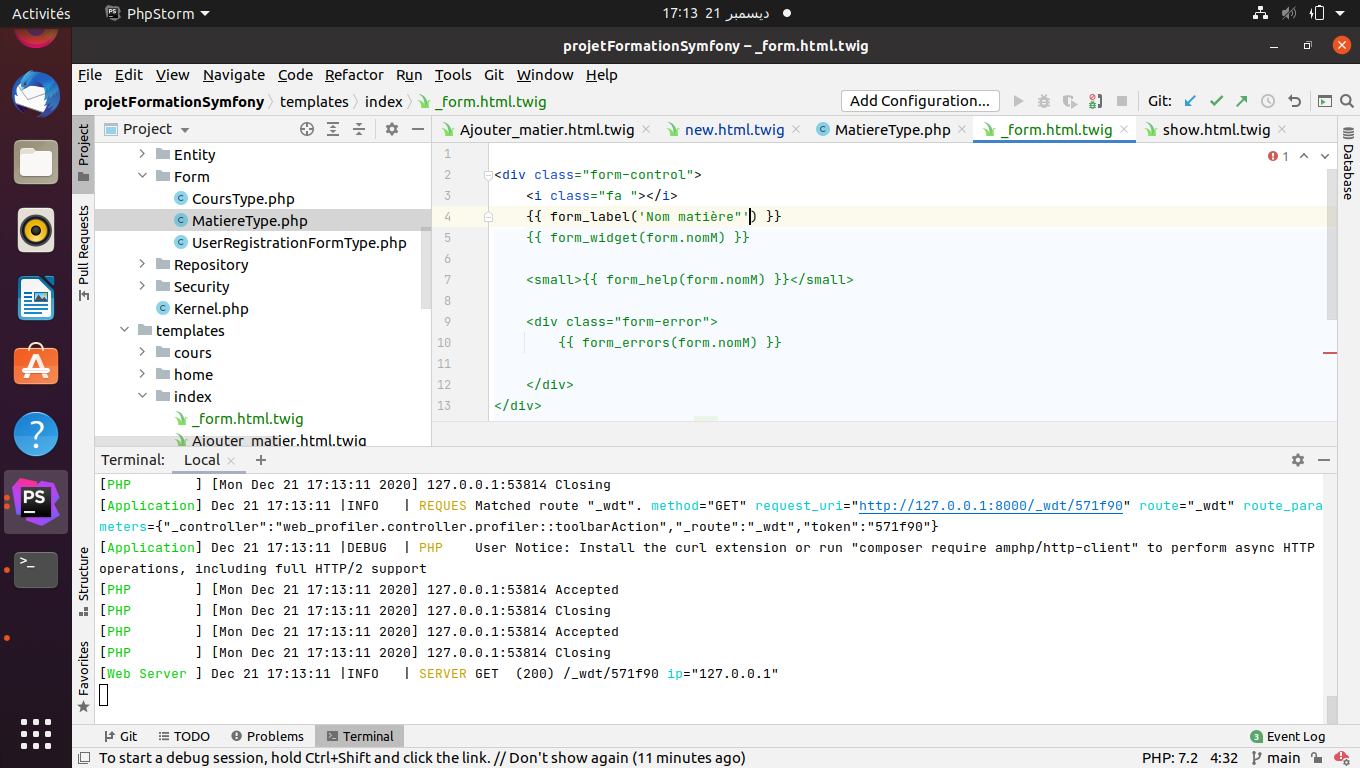 Activités PhpStorm 17:13 21 ديسمبر
projetFormationSymfony – _form.html.twig
File Edit View Navigate Code Refactor Run Tools Git Window Help
projetFormationSymfony templates index _form.html.twig Add Configuration... Git:
Project Ajouter_matier.html.twig new.html.twig MatiereType.php _form.html.twig show.html.twig
Project
Pull Requests
Structure
Favorites
Database
Entity
Form
CoursType.php
MatiereType.php
UserRegistrationFormType.php
Repository
Security
Kernel.php
templates
cours
home
index
_form.html.twig
Ajouter_matier.html.twig
1
1
2 <div class="form-control">
3 <i class="fa "></i>
4 {{ form_label('Nom matière"') }}
5 {{ form_widget(form.nomM) }}
6
7 <small>{{ form_help(form.nomM) }}</small>
8
9 <div class="form-error">
10 {{ form_errors(form.nomM) }}
11
12 </div>
13 </div>
Terminal: Local
[PHP ] [Mon Dec 21 17:13:11 2020] 127.0.0.1:53814 Closing
[Application] Dec 21 17:13:11 |INFO | REQUES Matched route "_wdt". method="GET" request_uri="http://127.0.0.1:8000/_wdt/571f90" route="_wdt" route_para
meters={"_controller":"web_profiler.controller.profiler::toolbarAction","_route":"_wdt","token":"571f90"}
[Application] Dec 21 17:13:11 |DEBUG | PHP User Notice: Install the curl extension or run "composer require amphp/http-client" to perform async HTTP
operations, including full HTTP/2 support
[PHP ] [Mon Dec 21 17:13:11 2020] 127.0.0.1:53814 Accepted
[PHP ] [Mon Dec 21 17:13:11 2020] 127.0.0.1:53814 Closing
[PHP ] [Mon Dec 21 17:13:11 2020] 127.0.0.1:53814 Accepted
[PHP ] [Mon Dec 21 17:13:11 2020] 127.0.0.1:53814 Closing
[Web Server ] Dec 21 17:13:11 |INFO | SERVER GET (200) /_wdt/571f90 ip="127.0.0.1"
Git TODO Problems Terminal 3 Event Log
To start a debug session, hold Ctrl+Shift and click the link. // Don't show again (11 minutes ago) PHP: 7.2 4:32 main